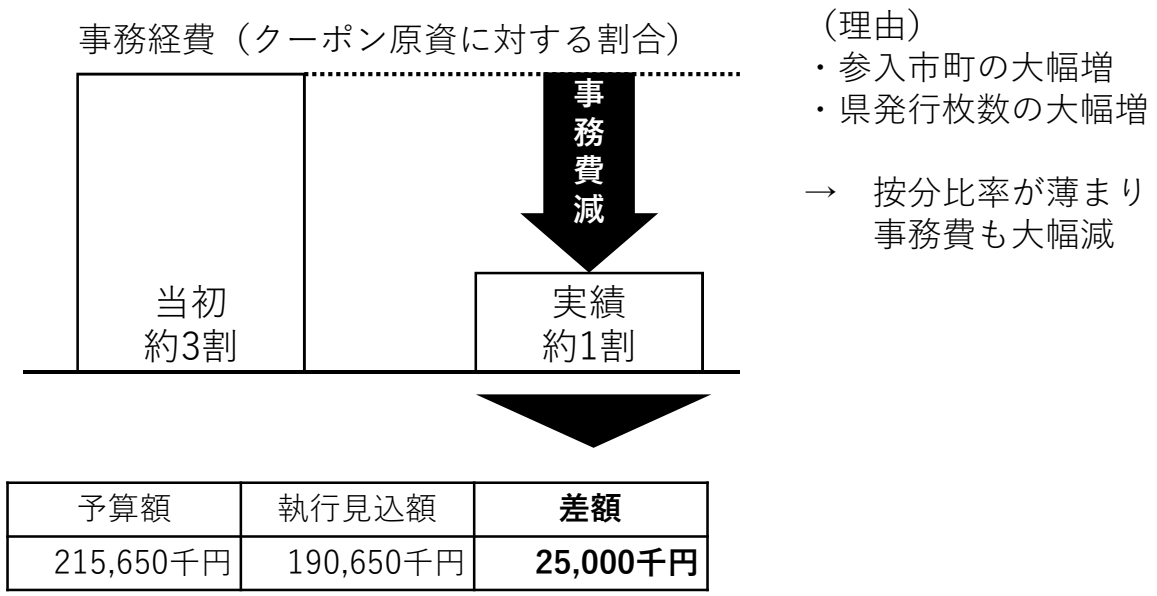 事務経費（クーポン原資に対する割合）
事務費減
当初
約3割
実績
約1割
（理由）
・参入市町の大幅増
・県発行枚数の大幅増
→　按分比率が薄まり
事務費も大幅減
予算額 執行見込額 差額
215,650千円 190,650千円 25,000千円